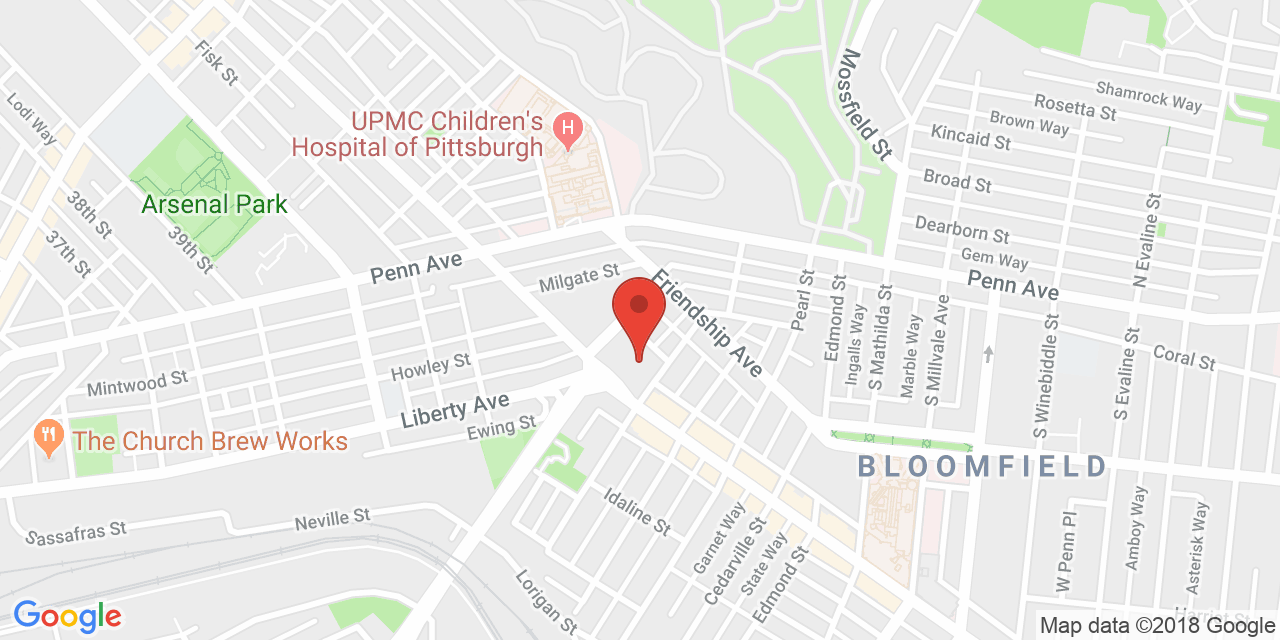 Fisk St
Lodi Way
Mossfield St
Shamrock Way
Rosetta St
Brown Way
Kincaid St
UPMC Children's
Hospital of Pittsburgh
H
Broad St
Arsenal Park
38th St
37th St
39th St
Dearborn St
N Evaline St
Gem Way
Penn Ave
Milgate St
Penn Ave
Friendship Ave
Pearl St
Edmond St
Ingalls Way
S Mathilda St
Marble Way
S Millvale Ave
S Winebiddle St
S Evaline St
Coral St
Mintwood St
Howley St
Liberty Ave
Ewing St
The Church Brew Works
BLOOMFIELD
Idaline St
Neville St
Sassafras St
Garnet Way
Cedarville St
State Way
Edmond St
Lorigan St
W Penn Pl
Amboy Way
Asterisk Way
Harriet St
Google
Map data ©2018 Google